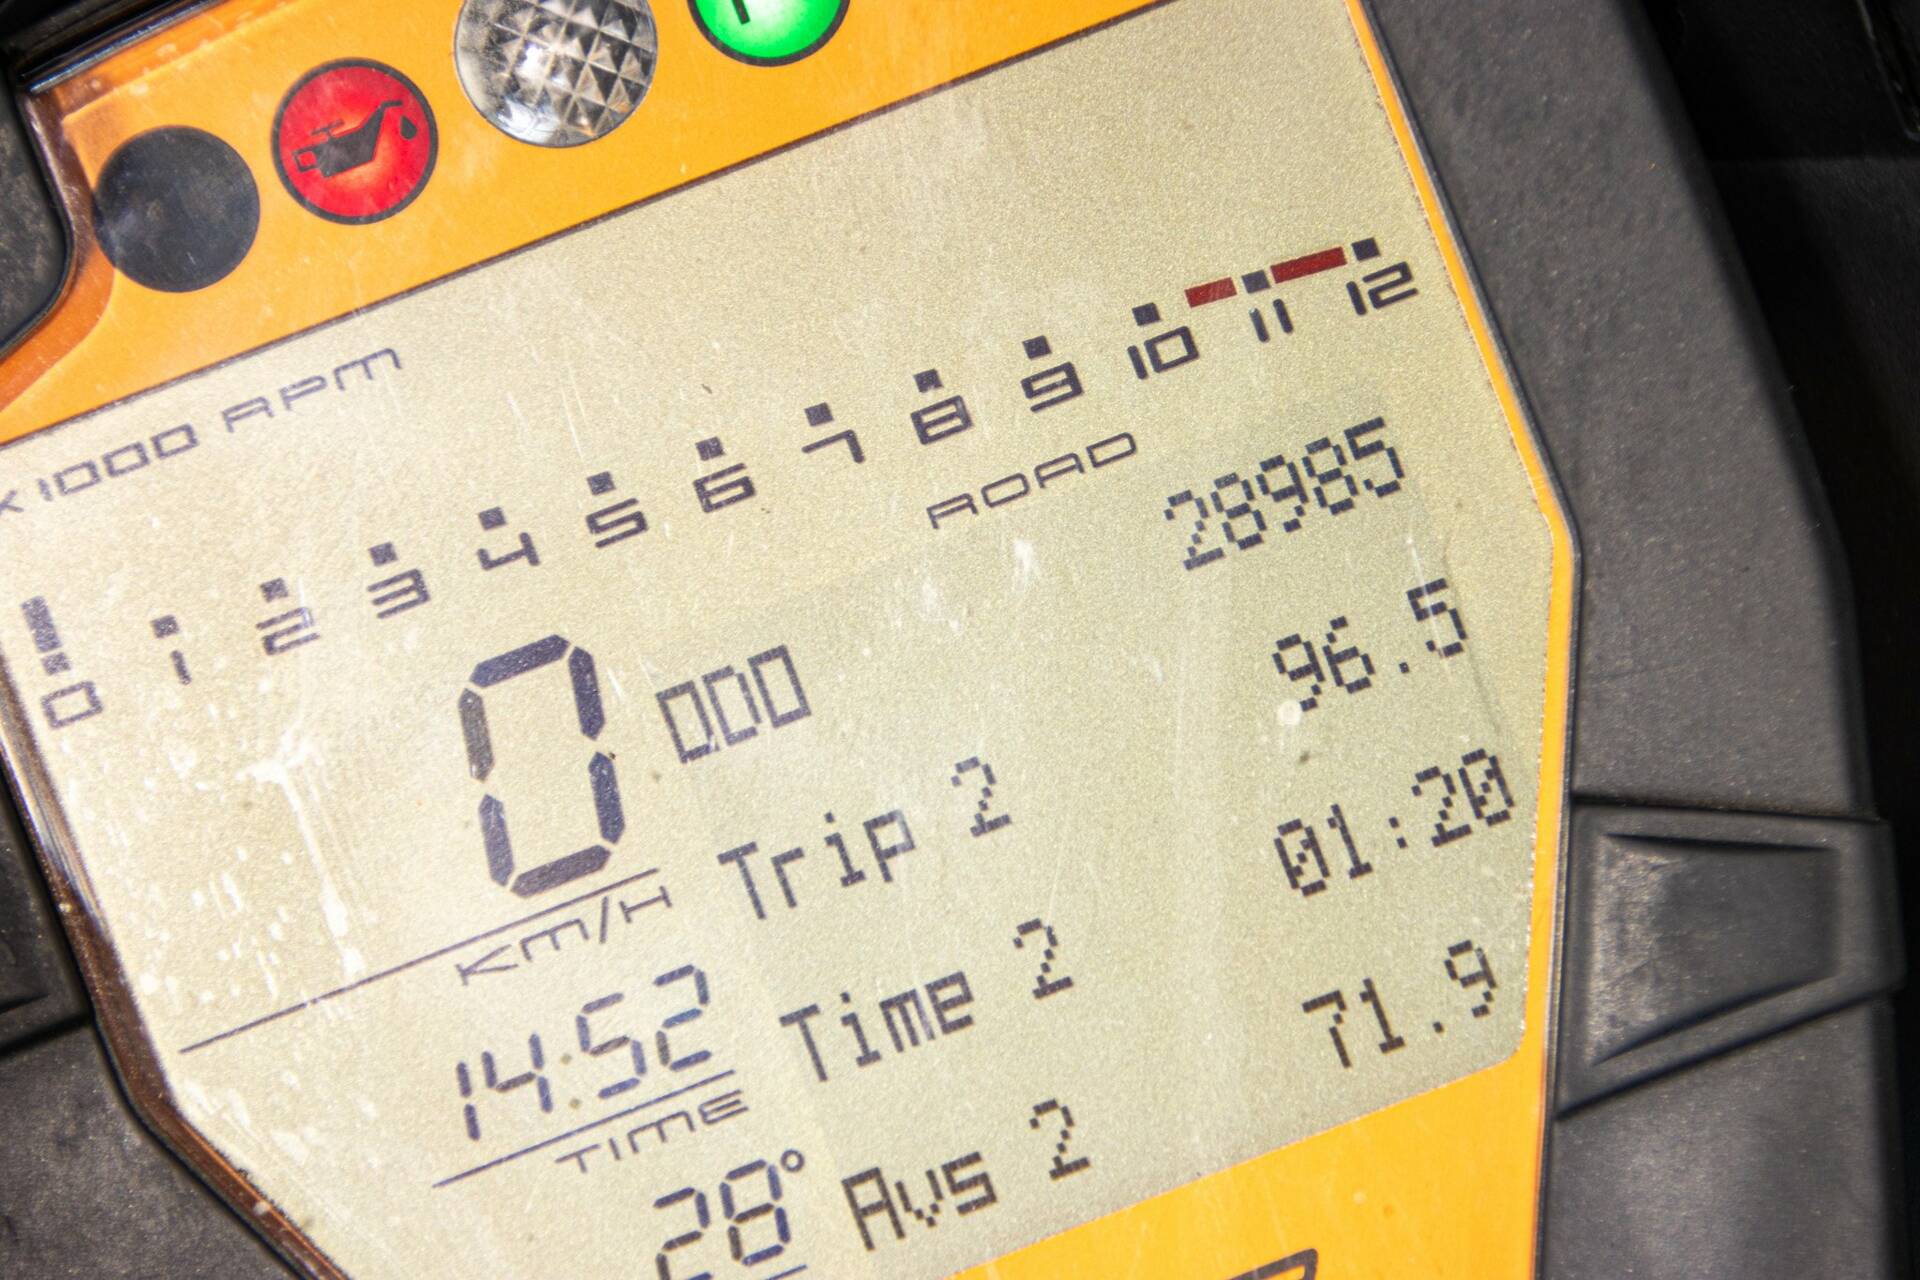 X1000 RPM
0 1 2 3 4 5 6 7 8 9 10 11 12
ROAD
0
KM/H
ODO 28985
Trip 2 96.5
Time 2 01:20
Avs 2 71.9
14:52
TIME
28°